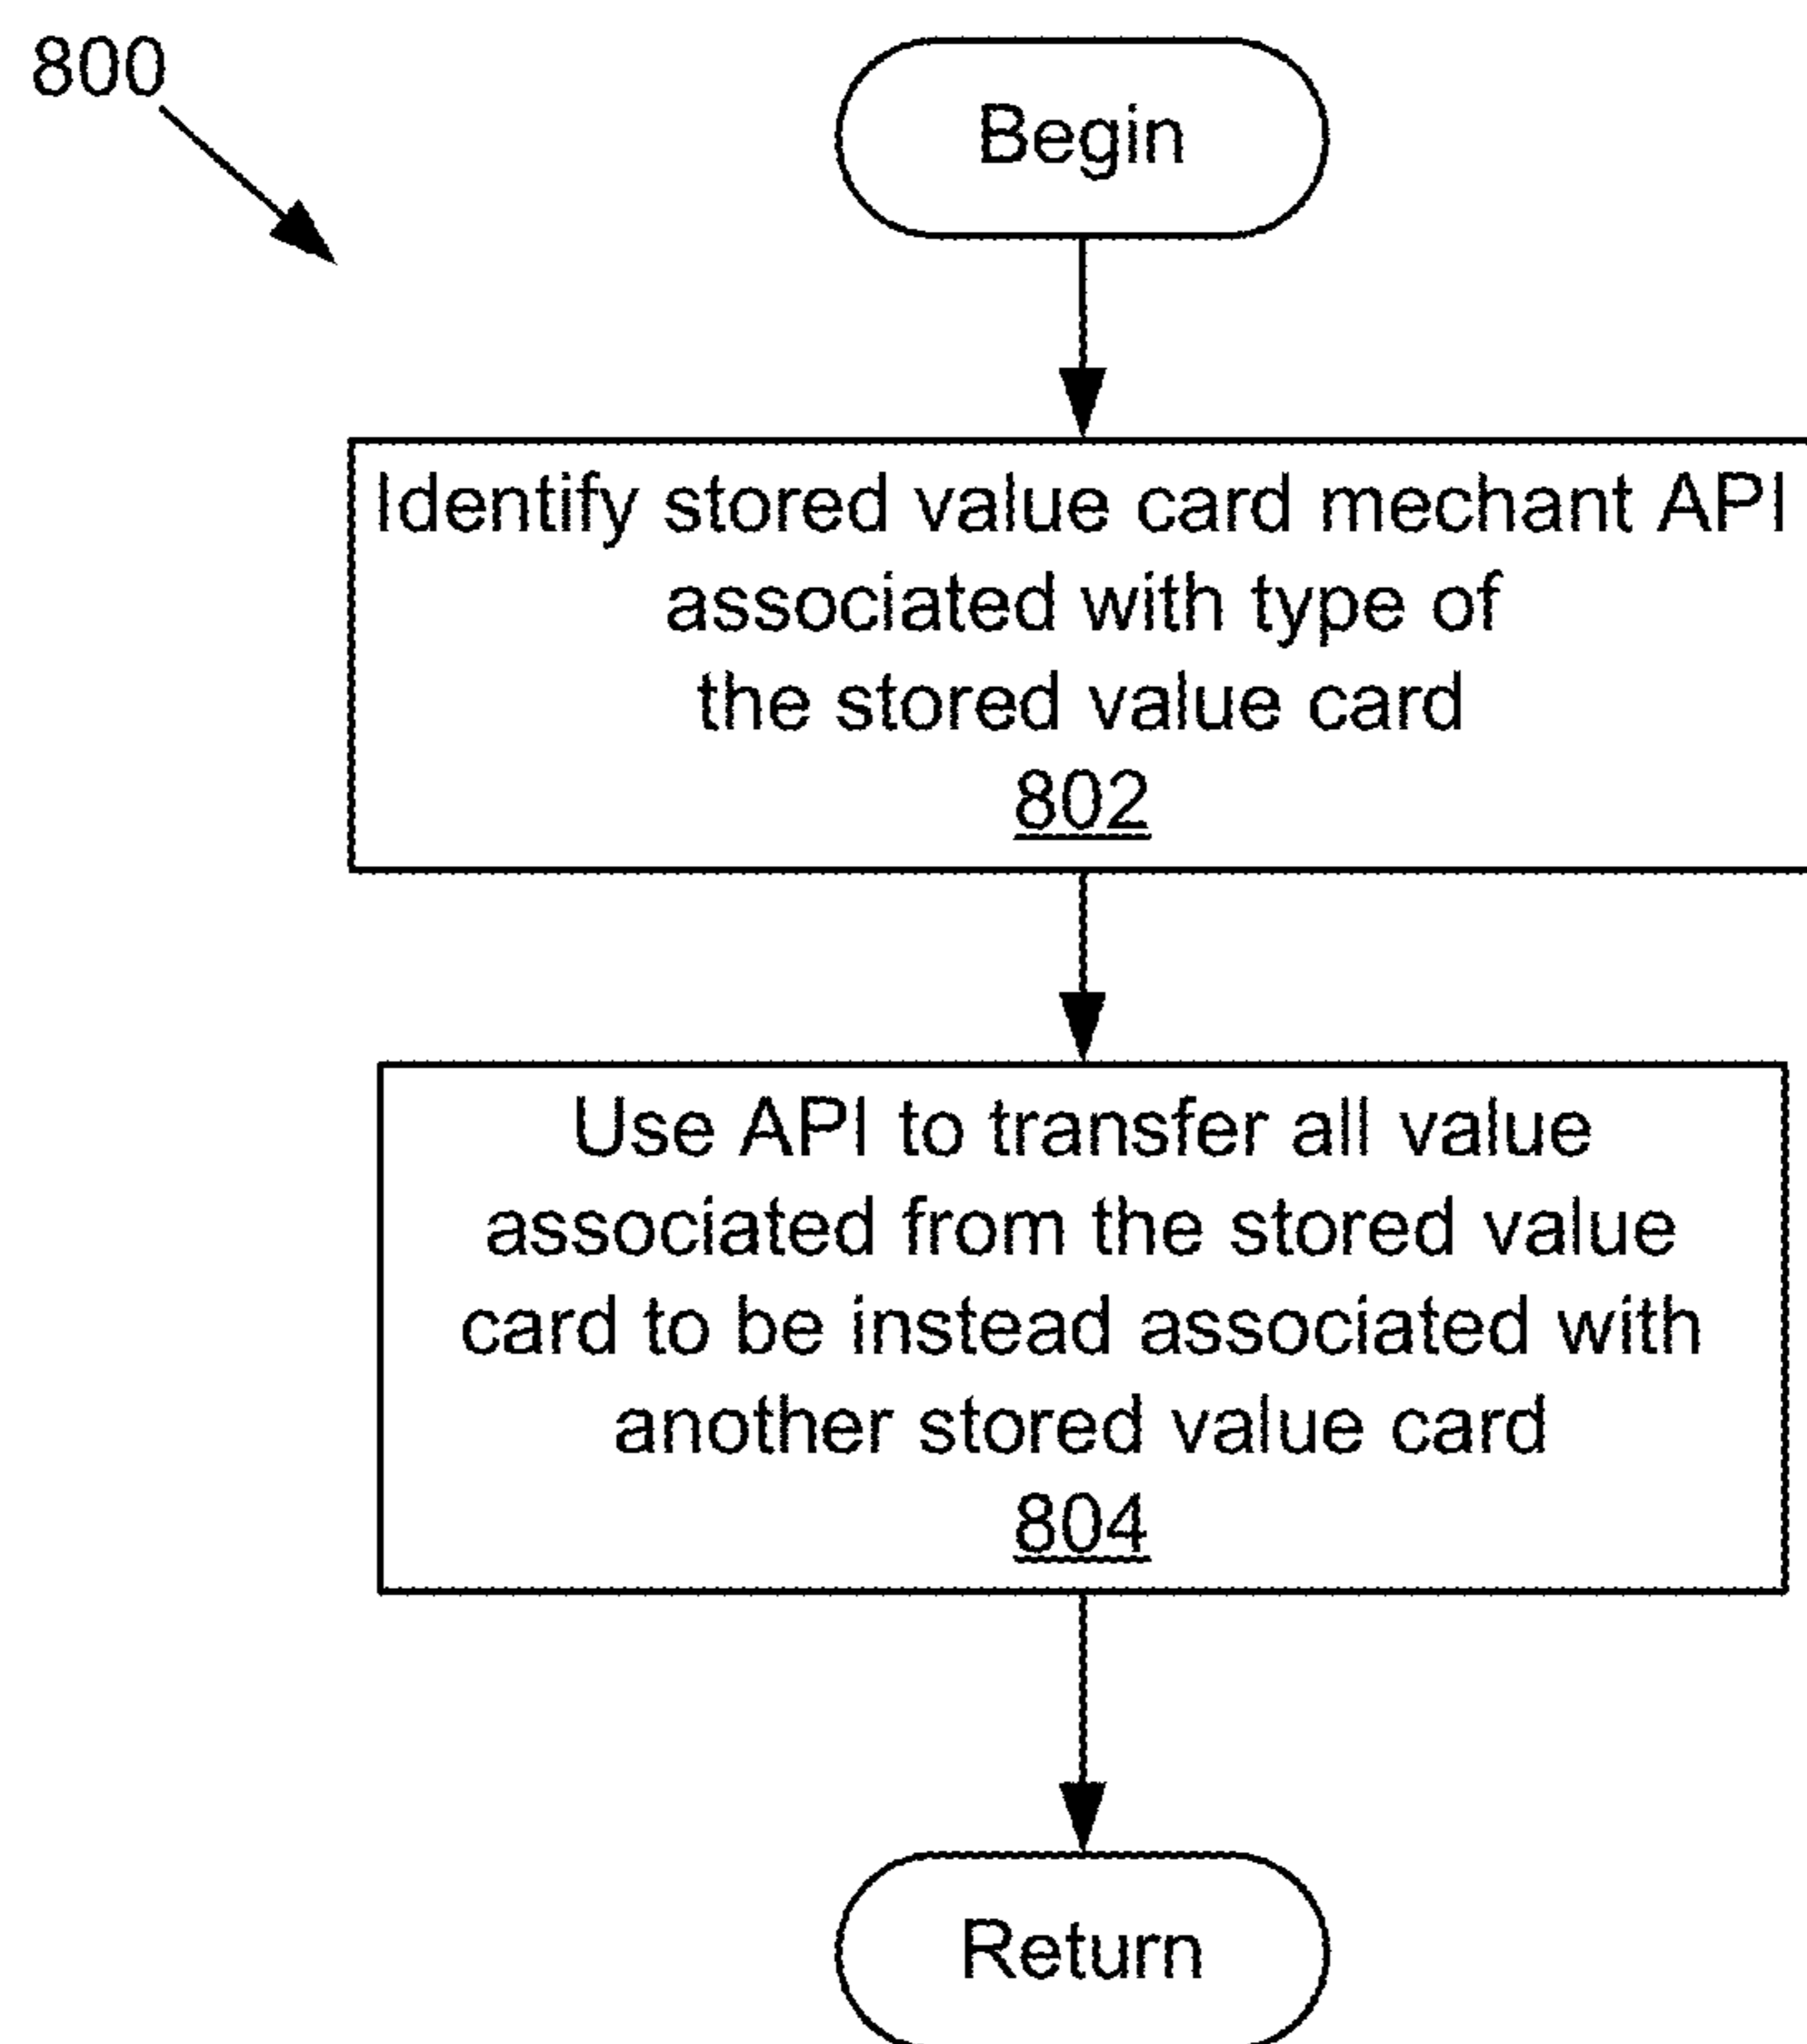 800
Begin
Identify stored value card mechant API
associated with type of
the stored value card
802
Use API to transfer all value
associated from the stored value
card to be instead associated with
another stored value card
804
Return